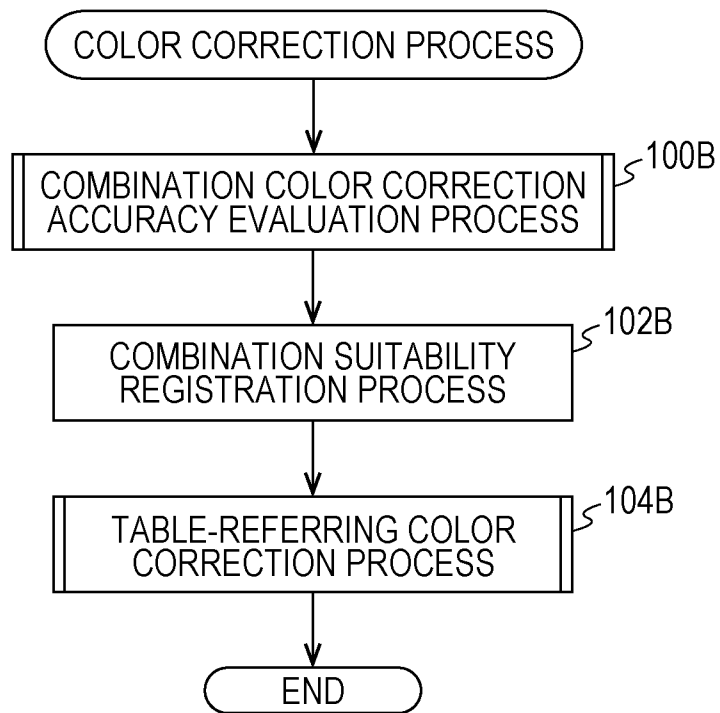 COLOR CORRECTION PROCESS
100B
COMBINATION COLOR CORRECTION
ACCURACY EVALUATION PROCESS
102B
COMBINATION SUITABILITY
REGISTRATION PROCESS
104B
TABLE-REFERRING COLOR
CORRECTION PROCESS
END